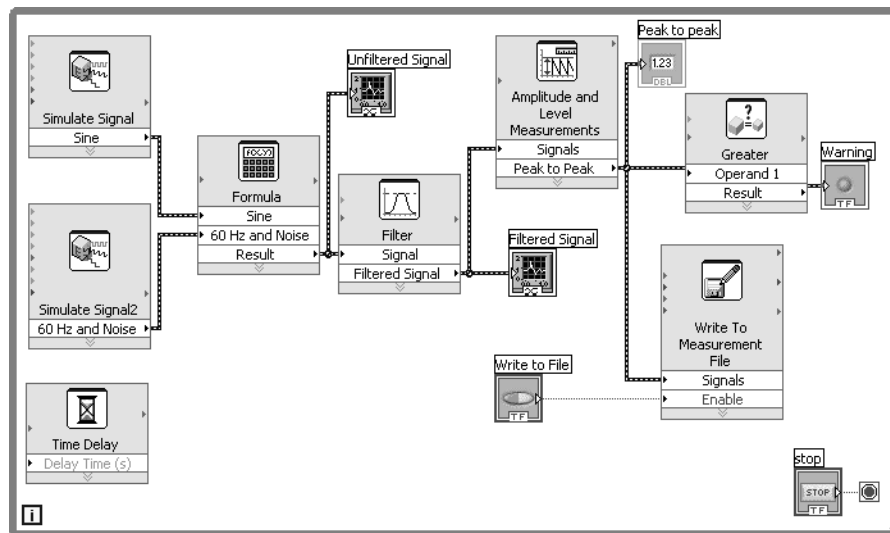 Simulate Signal
Sine
Simulate Signal2
60 Hz and Noise
Time Delay
Delay Time (s)
i
f(x,y)
Formula
Sine
60 Hz and Noise
Result
Unfiltered Signal
Filter
Signal
Filtered Signal
Amplitude and
Level
Measurements
Signals
Peak to Peak
Filtered Signal
Write to File
TF
Peak to peak
1.23
DBL
?
=
Greater
Operand 1
Result
Warning
TF
Write To
Measurement
File
Signals
Enable
stop
STOP
TF